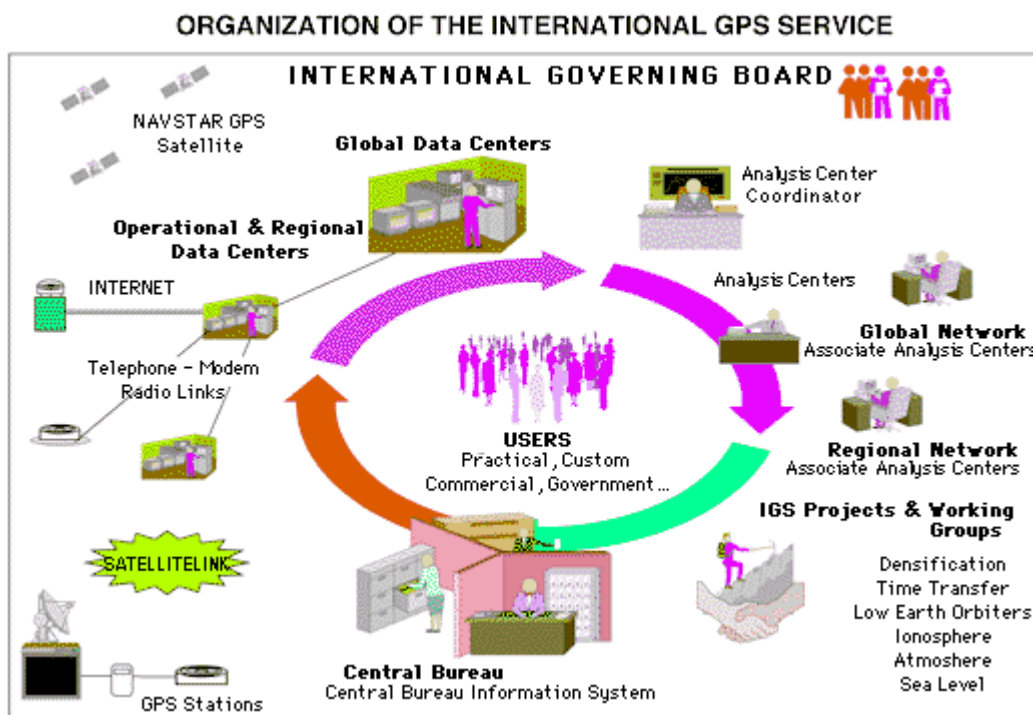 ORGANIZATION OF THE INTERNATIONAL GPS SERVICE
INTERNATIONAL GOVERNING BOARD
NAVSTAR GPS
Satellite
Global Data Centers
Analysis Center
Coordinator
Operational & Regional
Data Centers
INTERNET
Analysis Centers
Global Network
Associate Analysis Centers
Telephone - Modem
Radio Links
USERS
Practical, Custom
Commercial, Government...
Regional Network
Associate Analysis Centers
IGS Projects & Working
Groups
Densification
Time Transfer
Low Earth Orbiters
Ionosphere
Atmoshere
Sea Level
SATELLITELINK
GPS Stations
Central Bureau
Central Bureau Information System